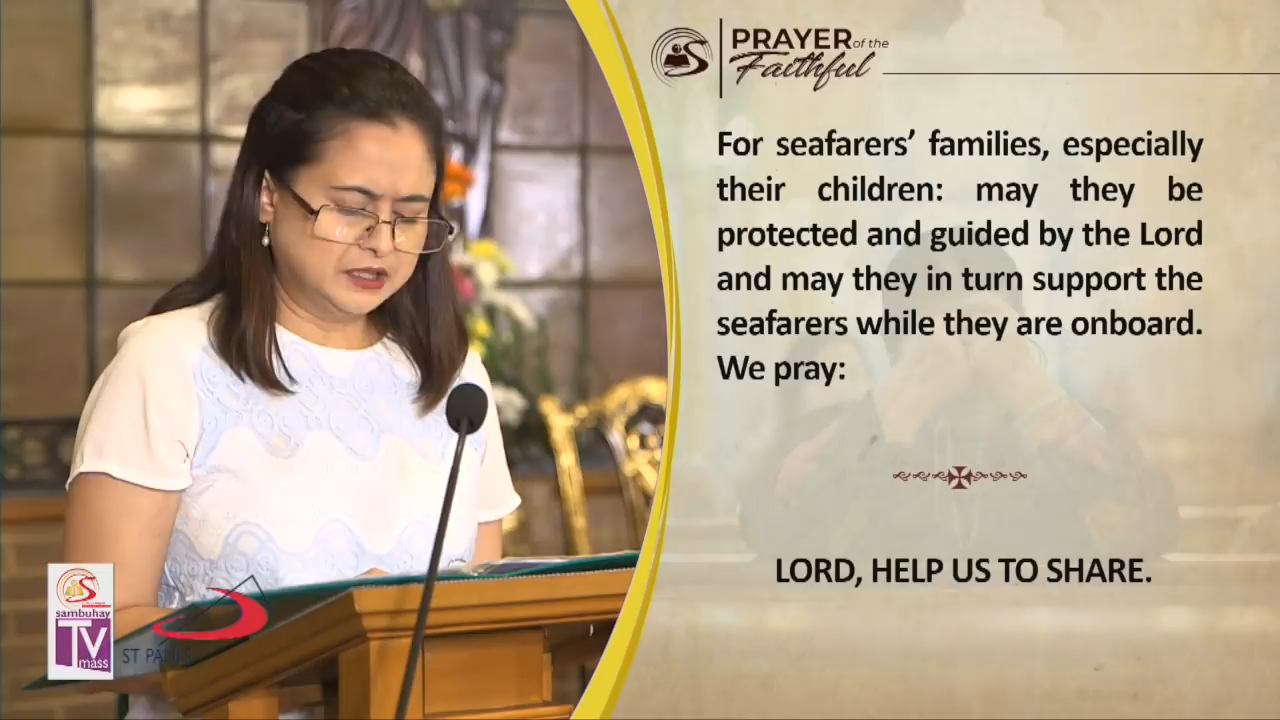 PRAYER of the
Faithful
For seafarers’ families, especially
their children: may they be
protected and guided by the Lord
and may they in turn support the
seafarers while they are onboard.
We pray:
LORD, HELP US TO SHARE.
sambuhay
TV
mass
ST